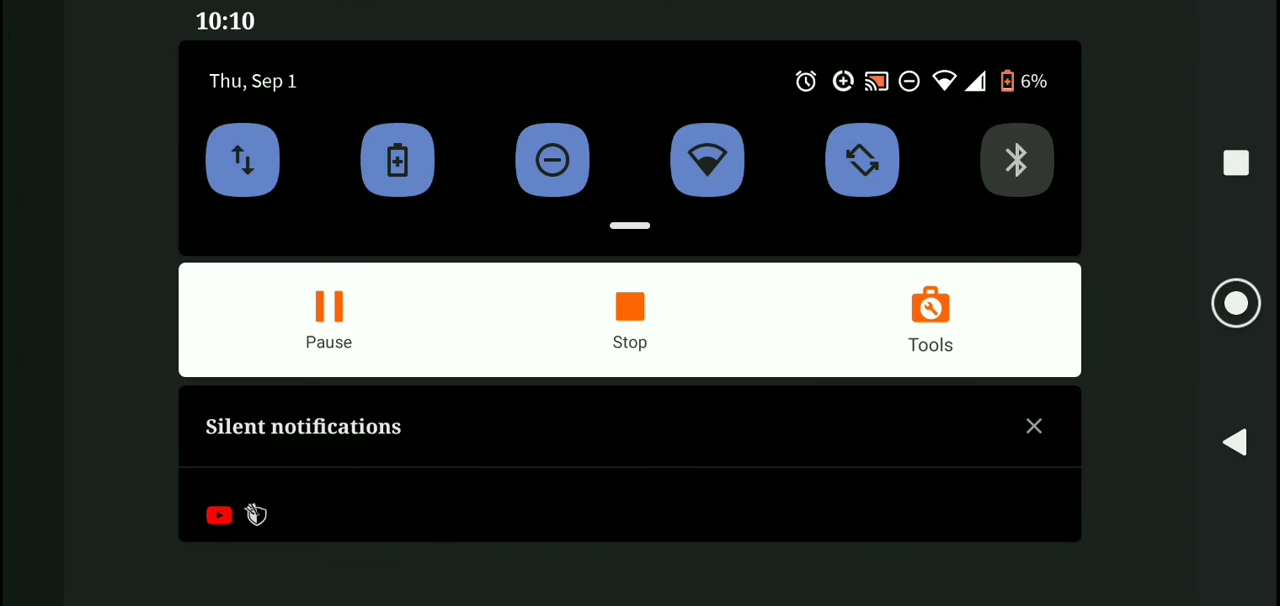 10:10
Thu, Sep 1
6%
Pause
Stop
Tools
Silent notifications